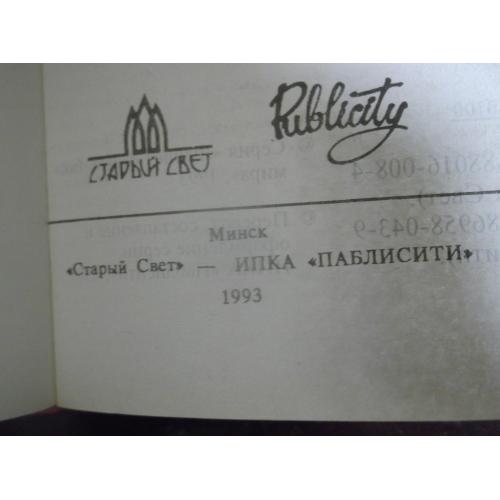 СТАРЫЙ СВЕТ
Publicity
Минск
«Старый Свет» — ИПКА «ПАБЛИСИТИ»
1993